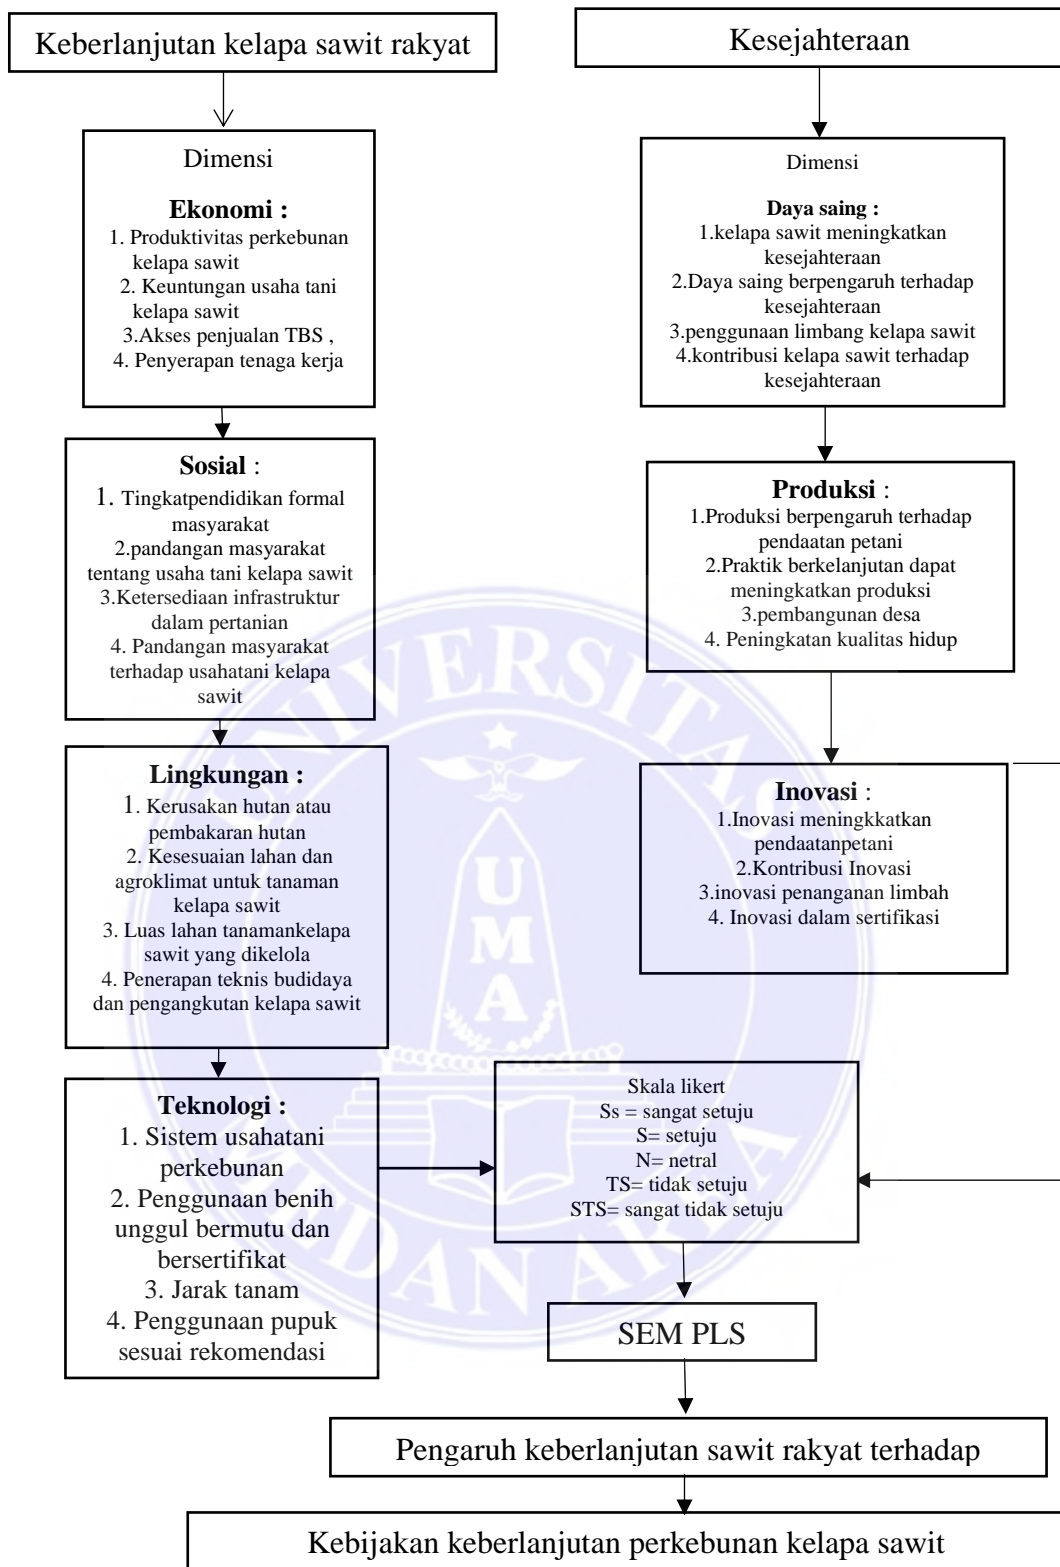 Keberlanjutan kelapa sawit rakyat
Dimensi
Ekonomi :
1. Produktivitas perkebunan
kelapa sawit
2. Keuntungan usaha tani
kelapa sawit
3.Akses penjualan TBS ,
4. Penyerapan tenaga kerja
Sosial :
1. Tingkatpendidikan formal
masyarakat
2.pandangan masyarakat
tentang usaha tani kelapa sawit
3.Ketersediaan infrastruktur
dalam pertanian
4. Pandangan masyarakat
terhadap usahatani kelapa
sawit
Lingkungan :
1. Kerusakan hutan atau
pembakaran hutan
2. Kesesuaian lahan dan
agroklimat untuk tanaman
kelapa sawit
3. Luas lahan tanamankelapa
sawit yang dikelola
4. Penerapan teknis budidaya
dan pengangkutan kelapa sawit
Teknologi :
1. Sistem usahatani
perkebunan
2. Penggunaan benih
unggul bermutu dan
bersertifikat
3. Jarak tanam
4. Penggunaan pupuk
sesuai rekomendasi
Kesejahteraan
Dimensi
Daya saing :
1.kelapa sawit meningkatkan
kesejahteraan
2.Daya saing berpengaruh terhadap
kesejahteraan
3.penggunaan limbang kelapa sawit
4.kontribusi kelapa sawit terhadap
kesejahteraan
Produksi :
1.Produksi berpengaruh terhadap
pendaatan petani
2.Praktik berkelanjutan dapat
meningkatkan produksi
3.pembangunan desa
4. Peningkatan kualitas hidup
Inovasi :
1.Inovasi meningkkatkan
pendaatanpetani
2.Kontribusi Inovasi
3.inovasi penanganan limbah
4. Inovasi dalam sertifikasi
Skala likert
Ss = sangat setuju
S= setuju
N= netral
TS= tidak setuju
STS= sangat tidak setuju
SEM PLS
Pengaruh keberlanjutan sawit rakyat terhadap
Kebijakan keberlanjutan perkebunan kelapa sawit
UNIVERSITAS
MEDAN AREA
UMA